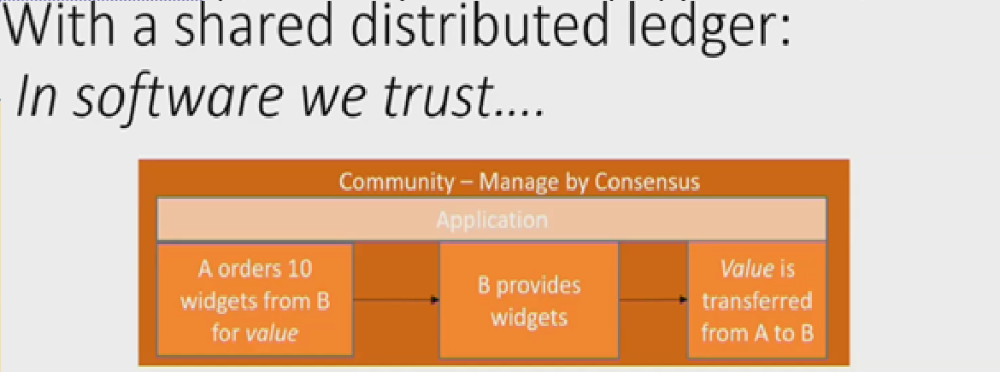 With a shared distributed ledger:
In software we trust....
Community – Manage by Consensus
Application
A orders 10
widgets from B
for value
B provides
widgets
Value is
transferred
from A to B